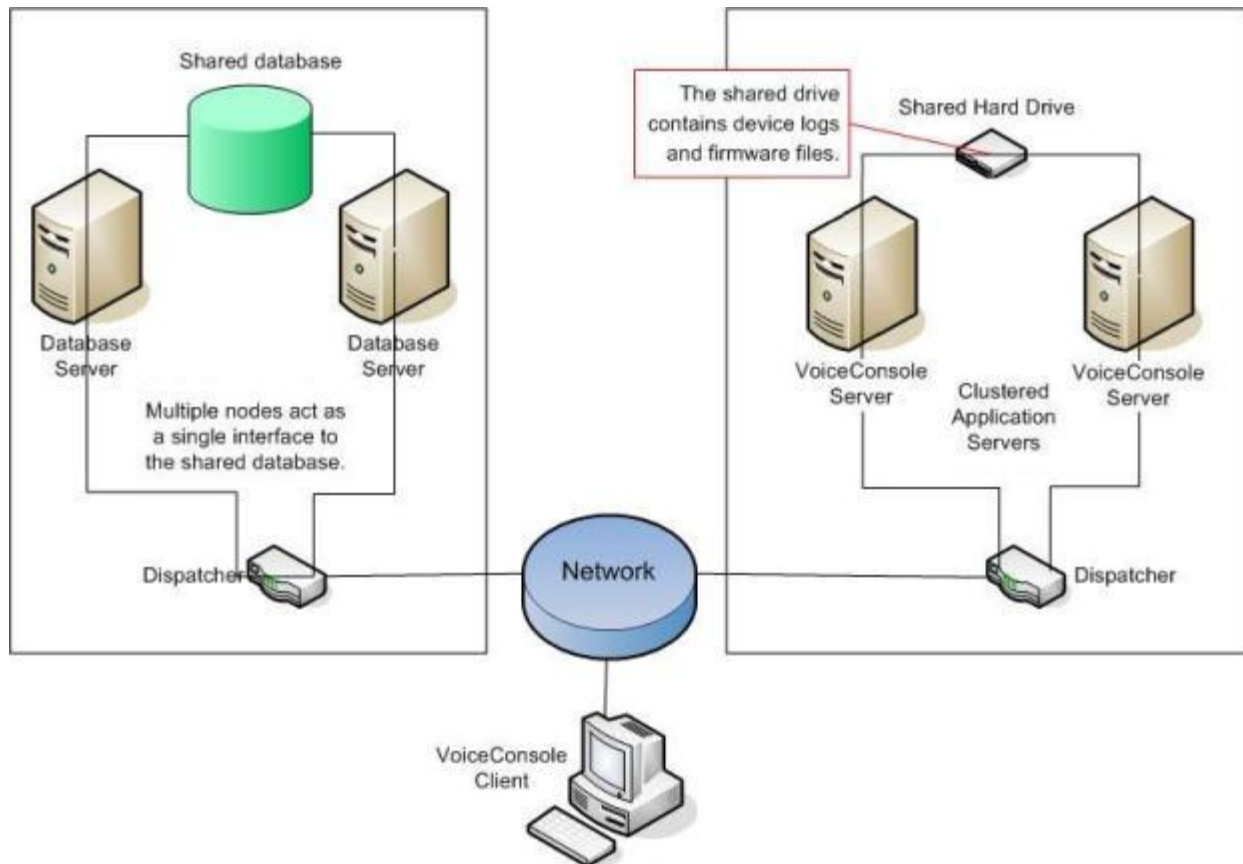 Shared database
The shared drive
contains device logs
and firmware files.
Shared Hard Drive
Database
Server
Database
Server
VoiceConsole
Server
VoiceConsole
Server
Clustered
Application
Servers
Multiple nodes act as
a single interface to
the shared database.
Dispatcher
Network
Dispatcher
VoiceConsole
Client